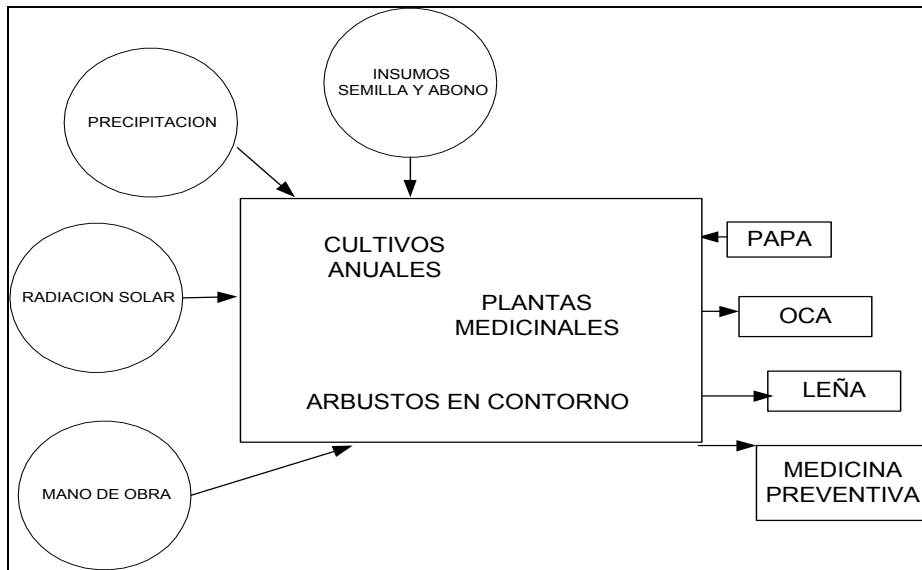 INSUMOS
SEMILLA Y ABONO
PRECIPITACION
RADIACION SOLAR
MANO DE OBRA
CULTIVOS
ANUALES
PLANTAS
MEDICINALES
ARBUSTOS EN CONTORNO
PAPA
OCA
LEÑA
MEDICINA
PREVENTIVA